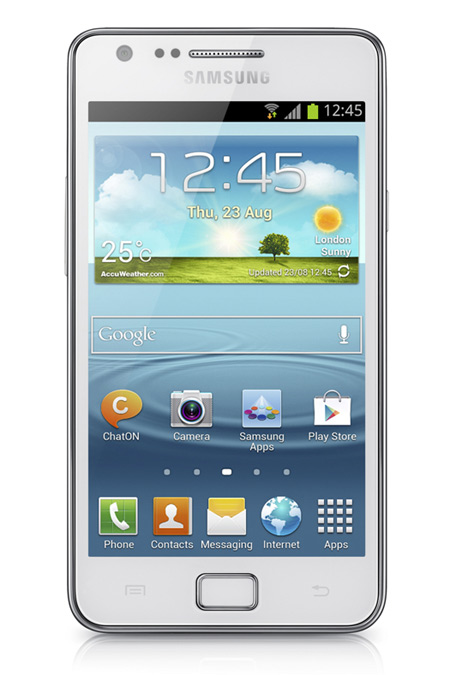 SAMSUNG
12:45
12:45
Thu, 23 Aug
London
Sunny
25°c
AccuWeather.com
Updated 23/08 12:45
Google
C
ChatON
Camera
Samsung
Apps
Play Store
Phone
Contacts
Messaging
Internet
Apps